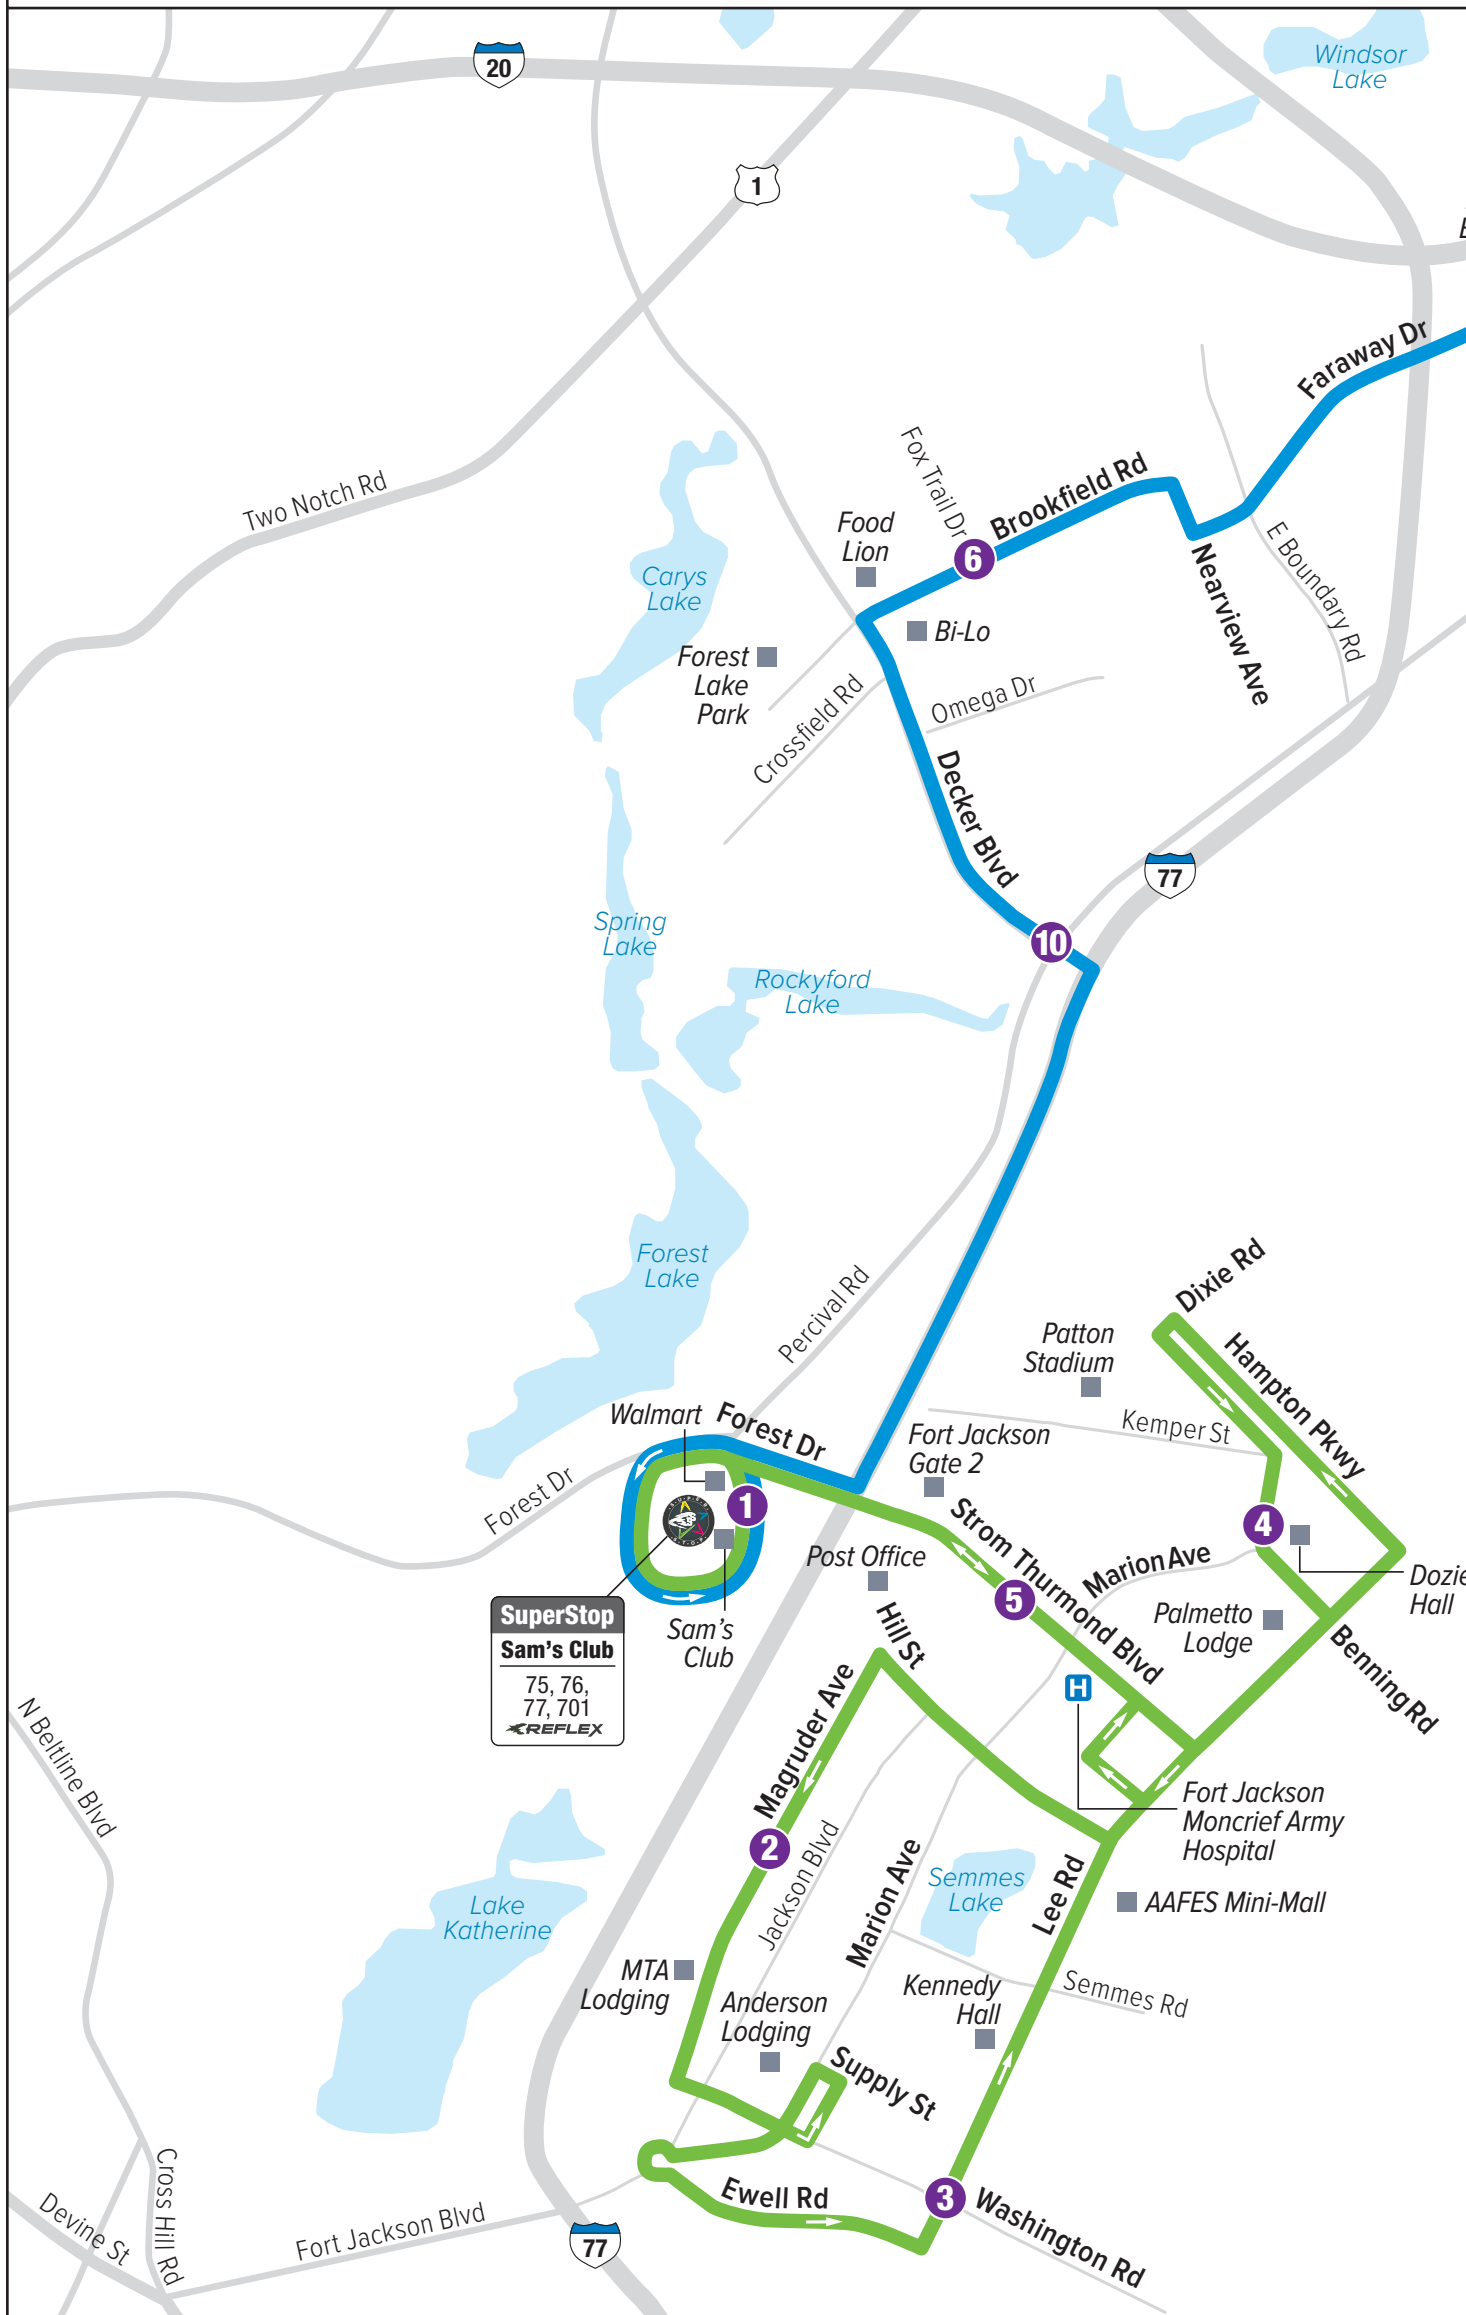 20
Windsor
Lake
1
E
Faraway Dr
Two Notch Rd
Fox Trail Dr
Brookfield Rd
Food
Lion
6
E Boundary Rd
Nearview Ave
Carys
Lake
Bi-Lo
Forest
Lake
Park
Crossfield Rd
Omega Dr
Decker Blvd
77
10
Spring
Lake
Rockyford
Lake
Forest
Lake
Percival Rd
Dixie Rd
Patton
Stadium
Hampton Pkwy
Kemper St
Walmart
Forest Dr
Fort Jackson
Gate 2
Forest Dr
1
SUPER
STOP
4
Strom Thurmond Blvd
Post Office
Marion Ave
Dozie
Hall
SuperStop
Sam's Club
75, 76,
77, 701
REFLEX
Sam's
Club
5
Hill St
Palmetto
Lodge
Benning Rd
H
Magruder Ave
N Beltline Blvd
Fort Jackson
Moncrief Army
Hospital
2
Jackson Blvd
Marion Ave
Semmes
Lake
Lee Rd
AAFES Mini-Mall
Lake
Katherine
MTA
Lodging
Anderson
Lodging
Kennedy
Hall
Semmes Rd
Supply St
Ewell Rd
3
Washington Rd
Cross Hill Rd
Devine St
Fort Jackson Blvd
77